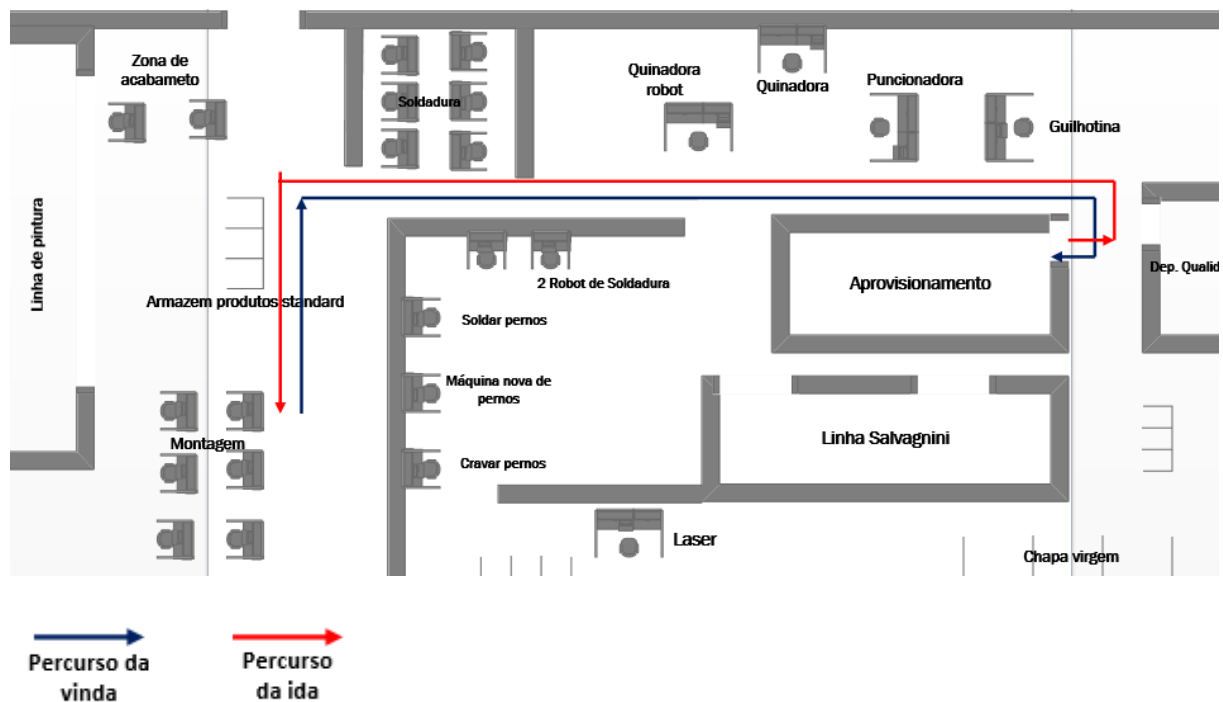 Zona de
acabameto
Soldadura
Quinadora
robot
Quinadora
Puncionadora
Guilhotina
Linha de pintura
Armazem produtos standard
2 Robot de Soldadura
Aprovisionamento
Dep. Qualid
Soldar pernos
Máquina nova de
pernos
Montagem
Cravar pernos
Linha Salvagnini
Laser
Chapa virgem
Percurso da
vinda
Percurso
da ida